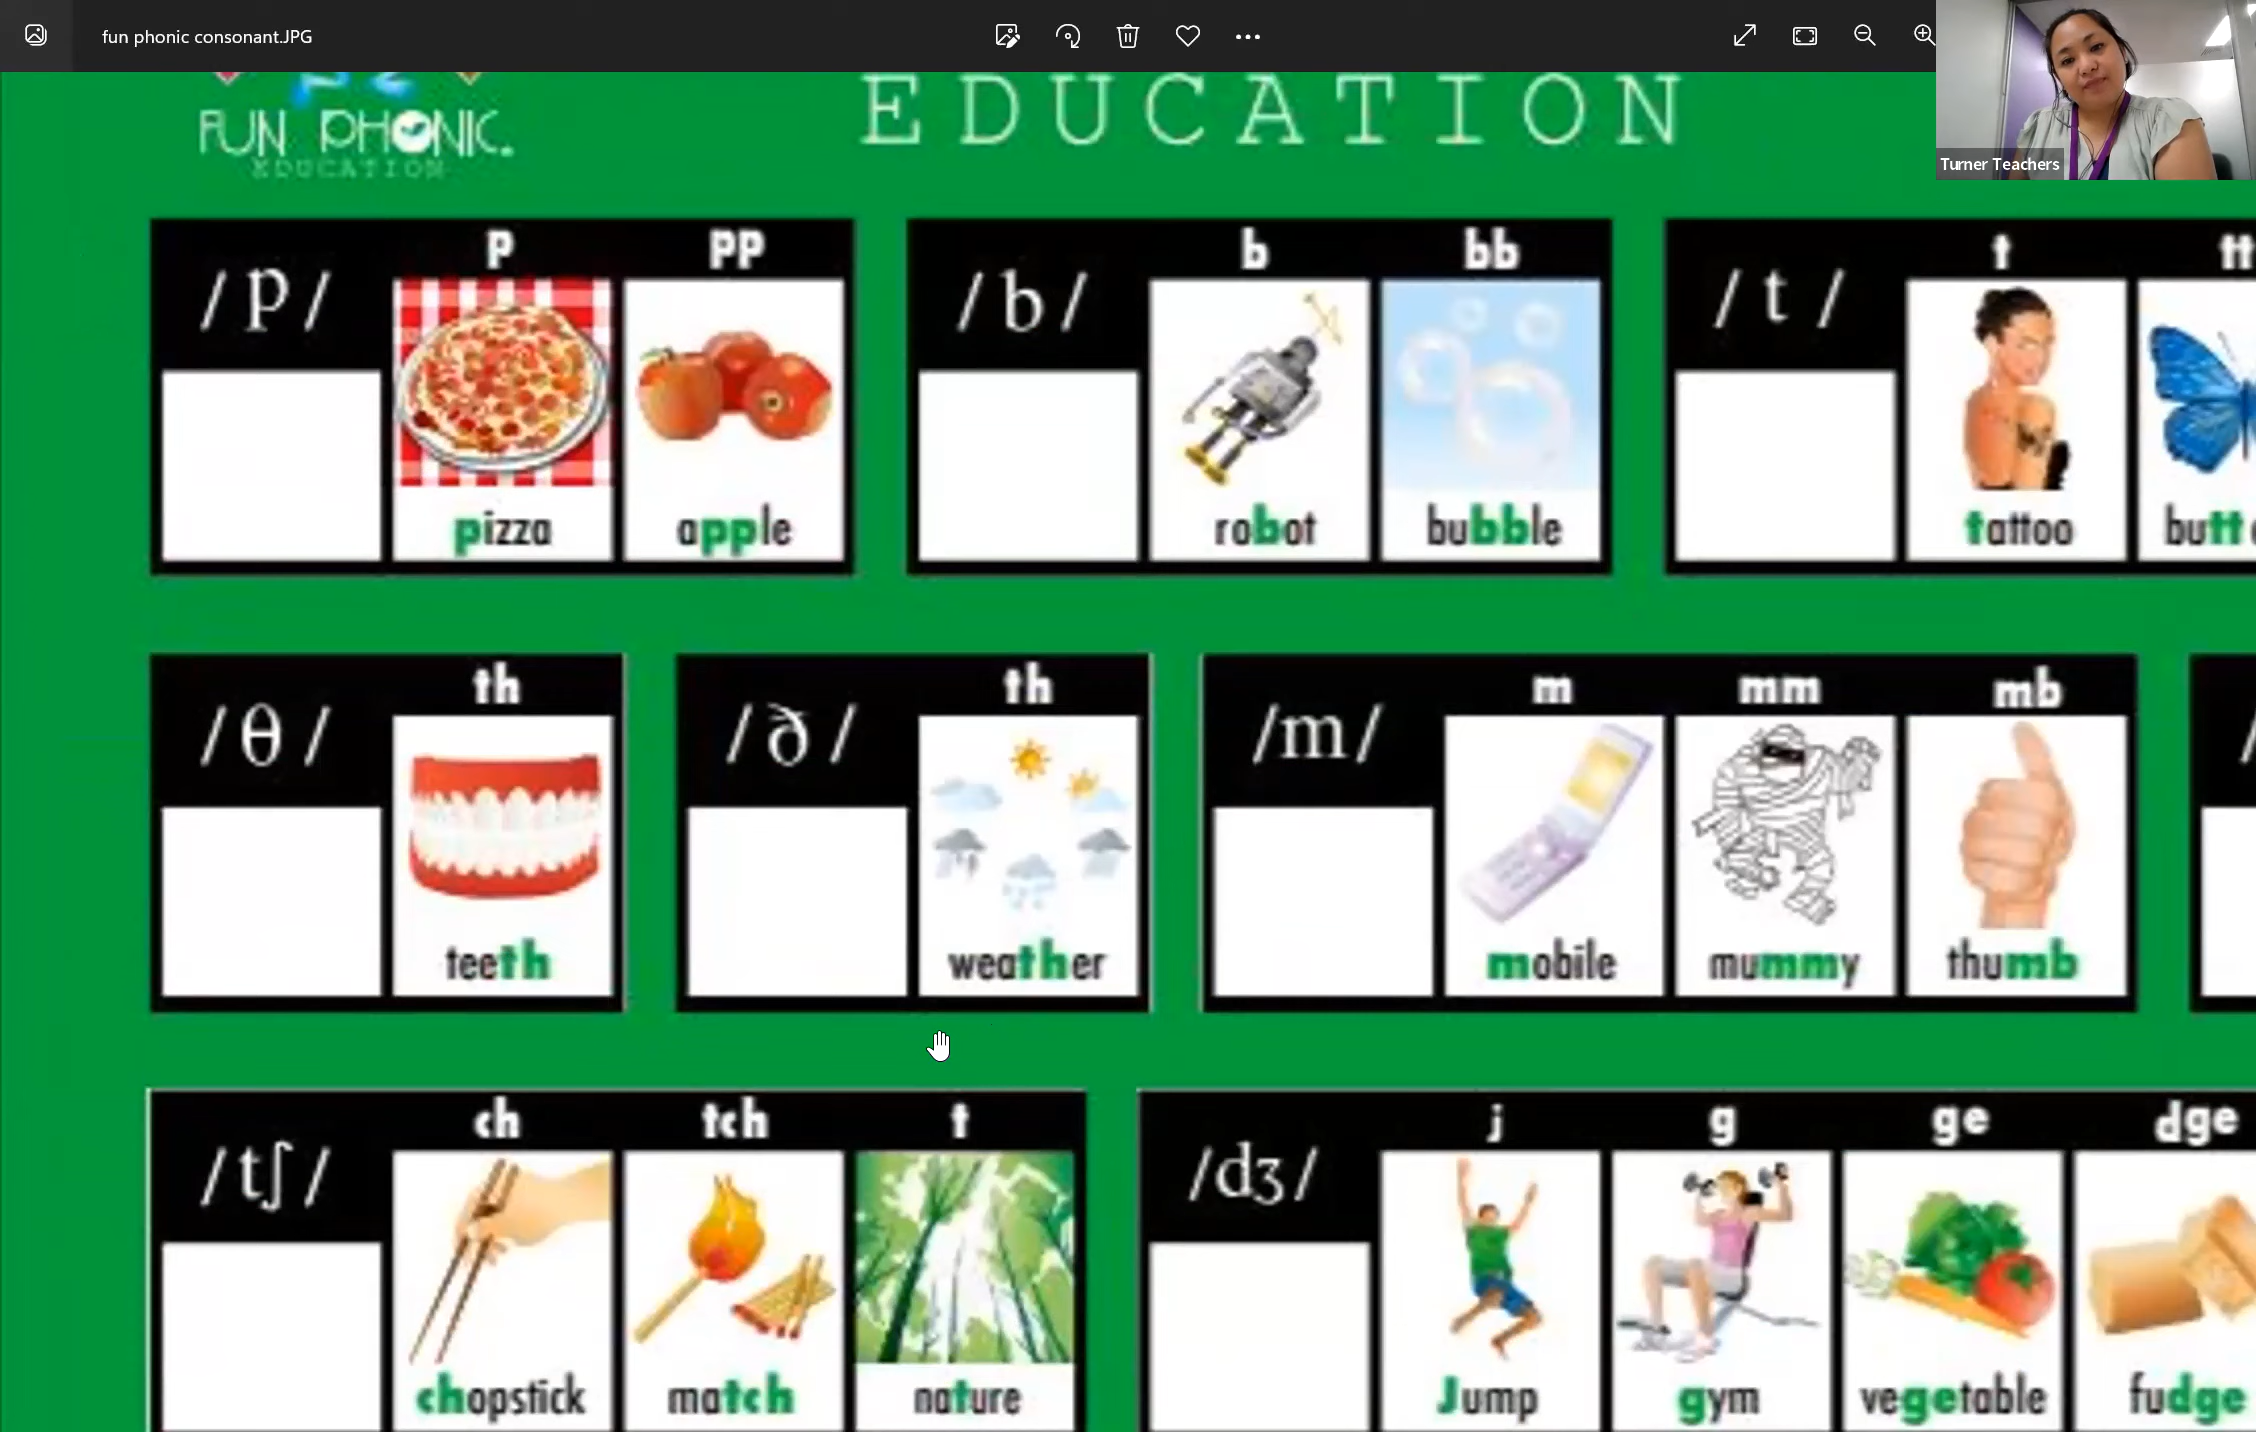 fun phonic consonant.JPG
Turner Teachers
FUN PHONIC.
EDUCATION
EDUCATION
/p/ p pp
pizza apple
/b/ b bb
robot bubble
/t/ t tt
tattoo butt
/θ/ th
teeth
/ð/ th
weather
/m/ m mm mb
mobile mummy thumb
/
/tʃ/ ch tch t
chopstick match nature
/dʒ/ j g ge dge
Jump gym vegetable fudge